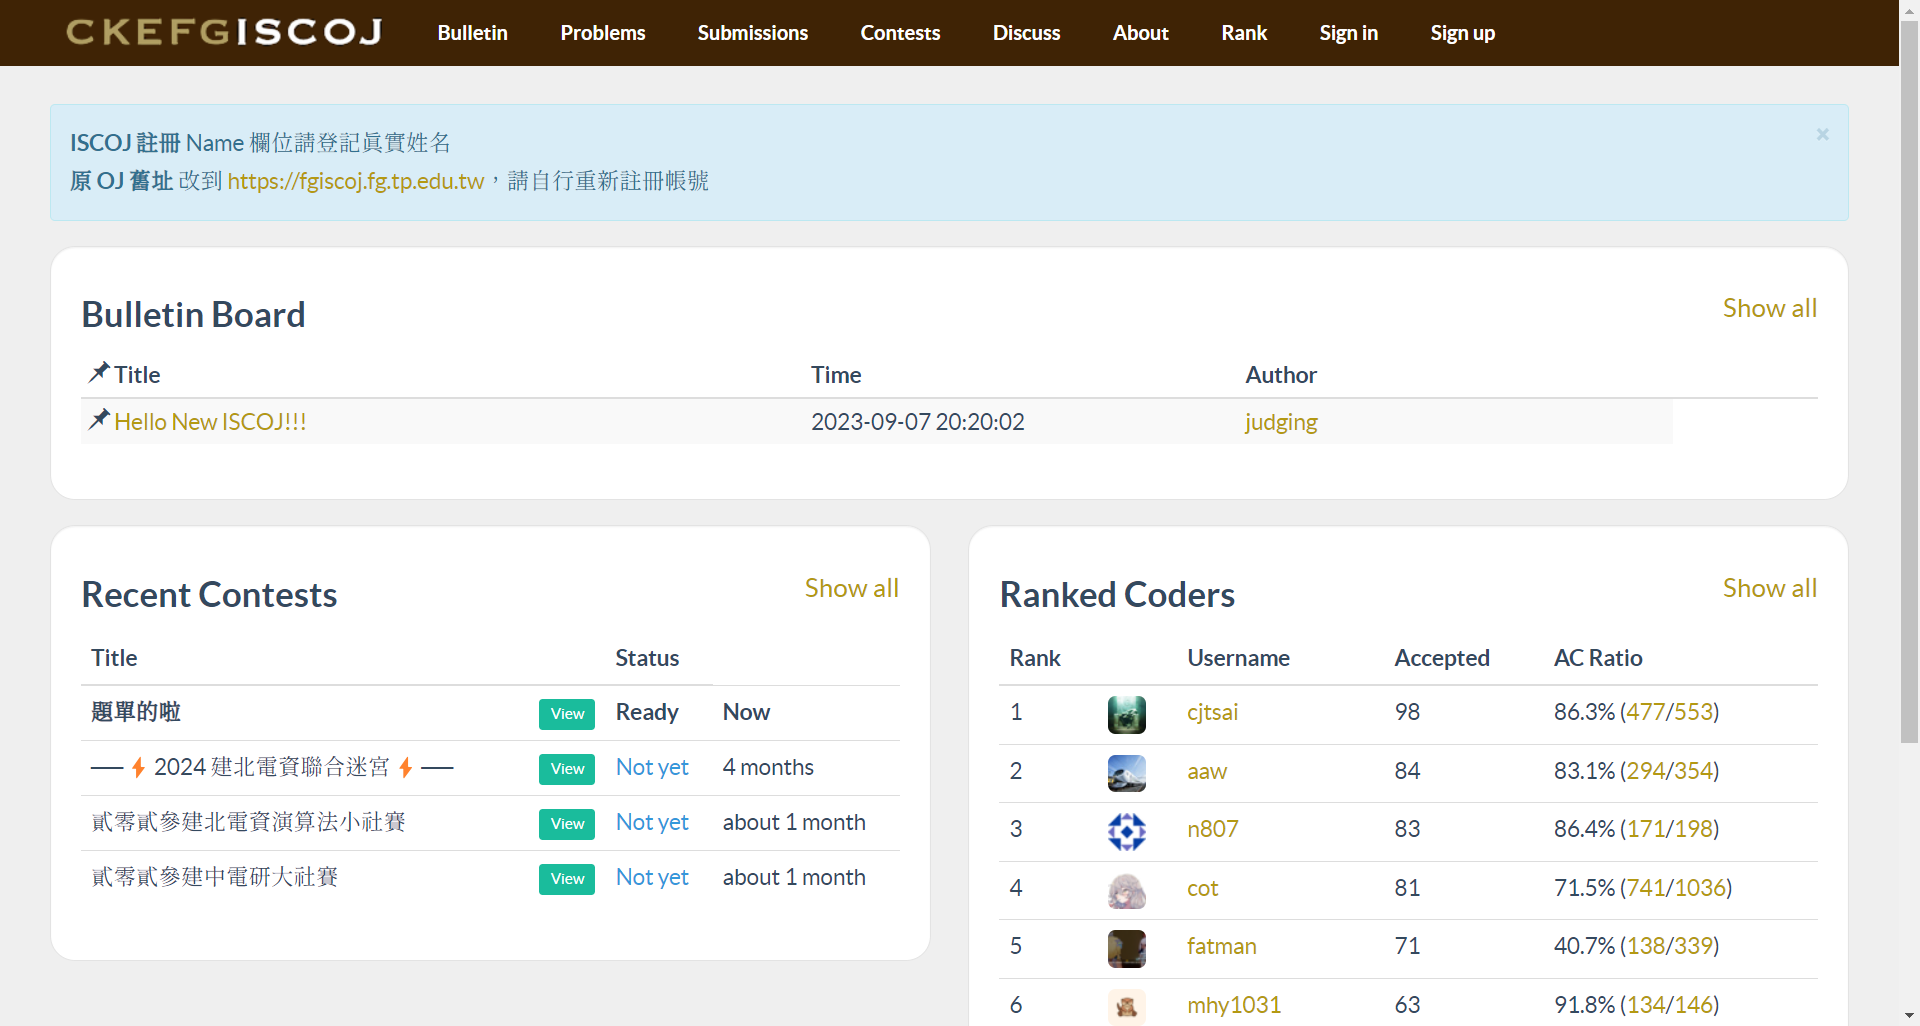 CKEFGISCOJ Bulletin Problems Submissions Contests Discuss About Rank Sign in Sign up
ISCOJ 註冊 Name 欄位請登記真實姓名
×
原 OJ 舊址 改到 https://fgiscoj.fg.tp.edu.tw，請自行重新註冊帳號
Bulletin Board
Show all
Title Time Author
Hello New ISCOJ!!! 2023-09-07 20:20:02 judging
Recent Contests
Show all
Title Status
題單的啦 View Ready Now
── ⚡ 2024 建北電資聯合迷宮 ⚡ ── View Not yet 4 months
貳零貳參建北電資演算法小社賽 View Not yet about 1 month
貳零貳參建中電研大社賽 View Not yet about 1 month
Ranked Coders
Show all
Rank Username Accepted AC Ratio
1 cjtsai 98 86.3% (477/553)
2 aaw 84 83.1% (294/354)
3 n807 83 86.4% (171/198)
4 cot 81 71.5% (741/1036)
5 fatman 71 40.7% (138/339)
6 mhy1031 63 91.8% (134/146)